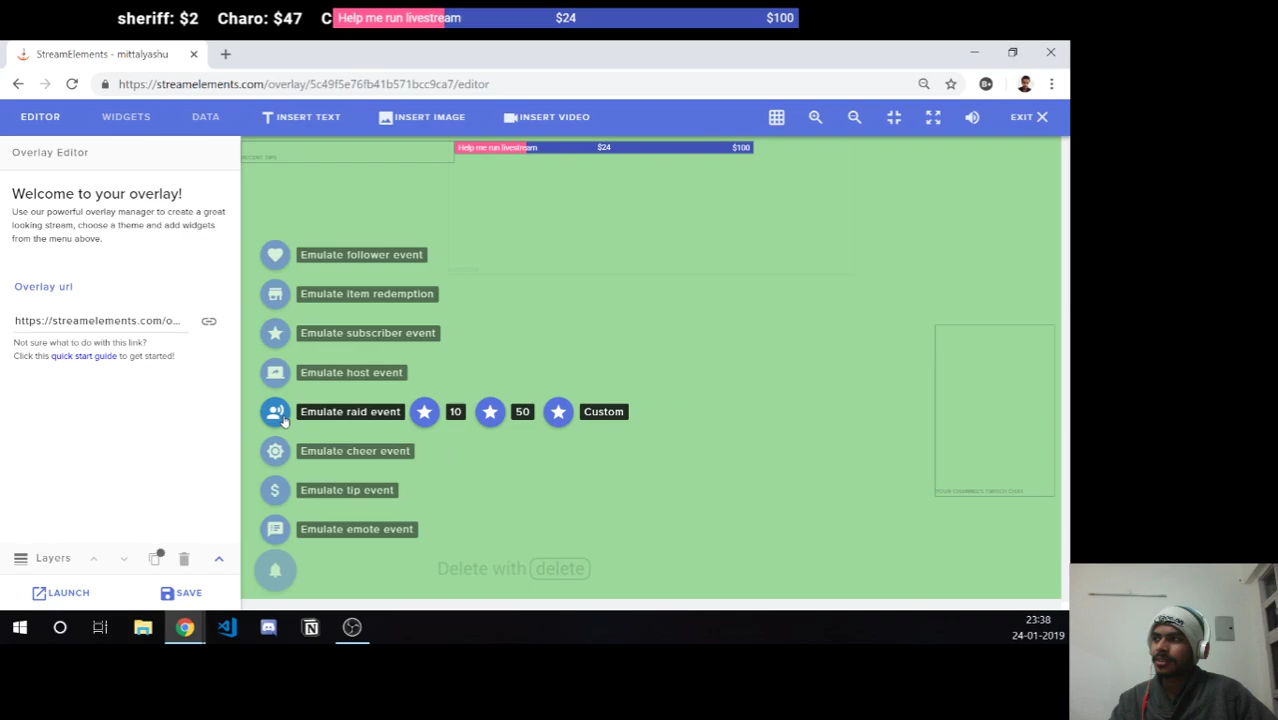 sheriff: $2 Charo: $47 C
Help me run livestream $24 $100
StreamElements - mittalyashu
https://streamelements.com/overlay/5c49f5e76fb41b571bcc9ca7/editor
B+
EDITOR WIDGETS DATA INSERT TEXT INSERT IMAGE INSERT VIDEO EXIT
Overlay Editor
Welcome to your overlay!
Use our powerful overlay manager to create a great
looking stream, choose a theme and add widgets
from the menu above.
Overlay url
https://streamelements.com/o...
Not sure what to do with this link?
Click this quick start guide to get started!
Layers
LAUNCH SAVE
RECENT TIPS
Help me run livestream $24 $100
Emulate follower event
Emulate item redemption
Emulate subscriber event
Emulate host event
Emulate raid event 10 50 Custom
Emulate cheer event
Emulate tip event
Emulate emote event
YOUR CHANNEL'S TWITCH CHAT
Delete with delete
23:38
24-01-2019